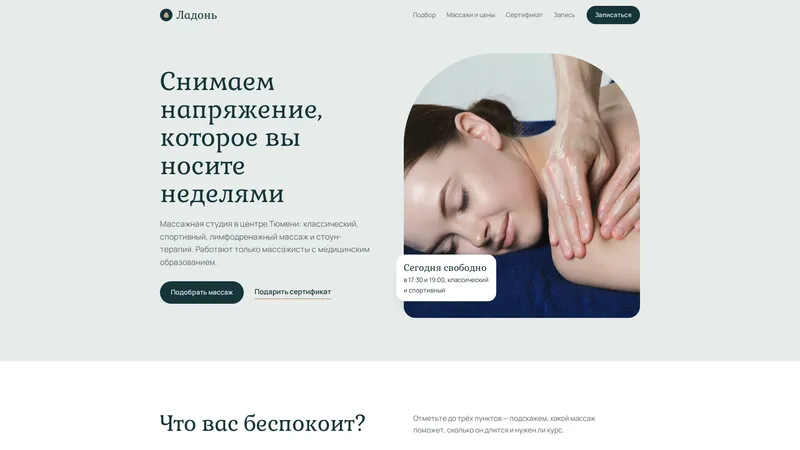 Ладонь
Подбор
Массажи и цены
Сертификат
Запись
Записаться
Снимаем
напряжение,
которое вы
носите
неделями
Массажная студия в центре Тюмени: классический,
спортивный, лимфодренажный массаж и стоун-
терапия. Работают только массажисты с медицинским
образованием.
Подобрать массаж
Подарить сертификат
Сегодня свободно
в 17:30 и 19:00, классический
и спортивный
Что вас беспокоит?
Отметьте до трёх пунктов — подскажем, какой массаж
поможет, сколько он длится и нужен ли курс.